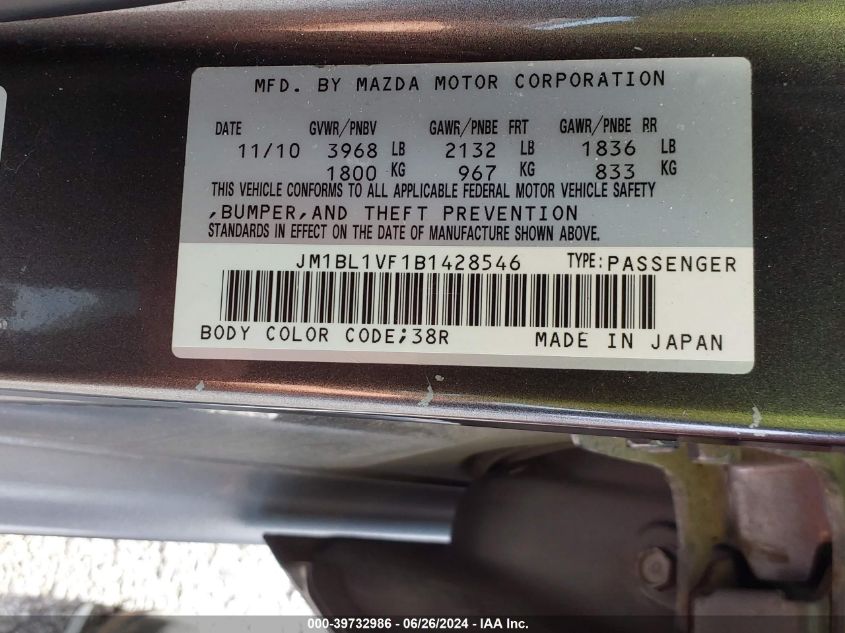 MFD. BY MAZDA MOTOR CORPORATION
DATE GVWR/PNBV GAWR/PNBE FRT GAWR/PNBE RR
11/10 3968 LB 2132 LB 1836 LB
1800 KG 967 KG 833 KG
THIS VEHICLE CONFORMS TO ALL APPLICABLE FEDERAL MOTOR VEHICLE SAFETY
,BUMPER,AND THEFT PREVENTION
STANDARDS IN EFFECT ON THE DATE OF MANUFACTURE SHOWN ABOVE.
JM1BL1VF1B1428546 TYPE:PASSENGER
BODY COLOR CODE;38R MADE IN JAPAN
000-39732986 - 06/26/2024 - IAA Inc.